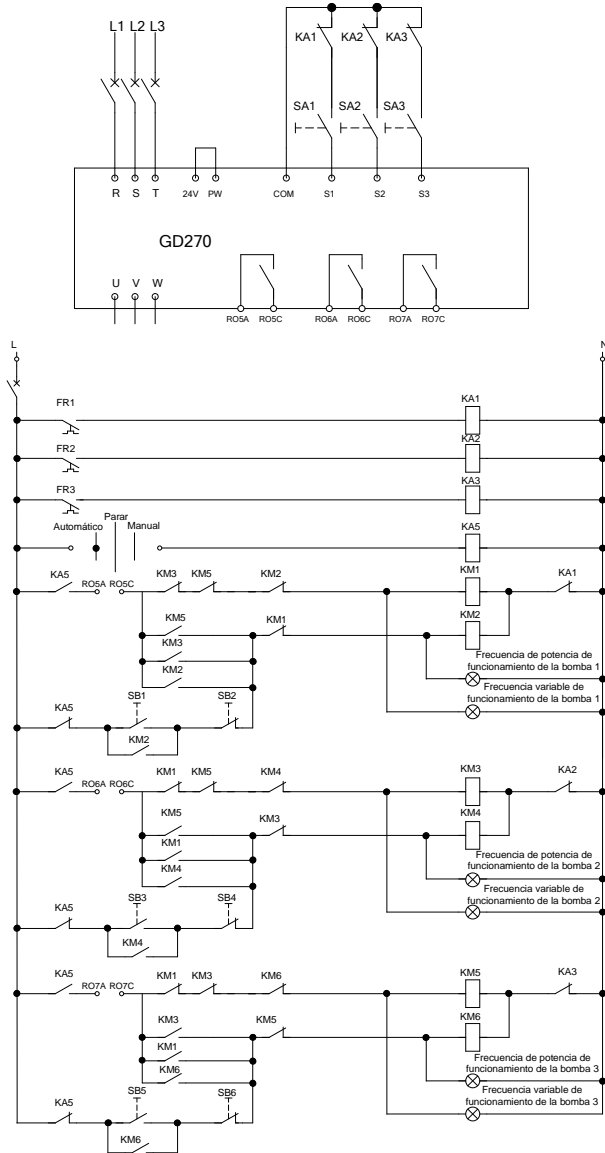 L1 L2 L3
KA1 KA2 KA3
SA1 SA2 SA3
R S T 24V PW COM S1 S2 S3
GD270
U V W
RO5A RO5C RO6A RO6C RO7A RO7C
L N
FR1 KA1
FR2 KA2
FR3 KA3
Parar
Automático Manual KA5
KA5 RO5A RO5C KM3 KM5 KM2 KM1 KA1
KM5 KM1 KM2
KM3
KM2
Frecuencia de potencia de
funcionamiento de la bomba 1
Frecuencia variable de
funcionamiento de la bomba 1
KA5 SB1 SB2
KM2
KA5 RO6A RO6C KM1 KM5 KM4 KM3 KA2
KM5 KM3 KM4
KM1
KM4
Frecuencia de potencia de
funcionamiento de la bomba 2
Frecuencia variable de
funcionamiento de la bomba 2
KA5 SB3 SB4
KM4
KA5 RO7A RO7C KM1 KM3 KM6 KM5 KA3
KM3 KM5 KM6
KM1
KM6
Frecuencia de potencia de
funcionamiento de la bomba 3
Frecuencia variable de
funcionamiento de la bomba 3
KA5 SB5 SB6
KM6